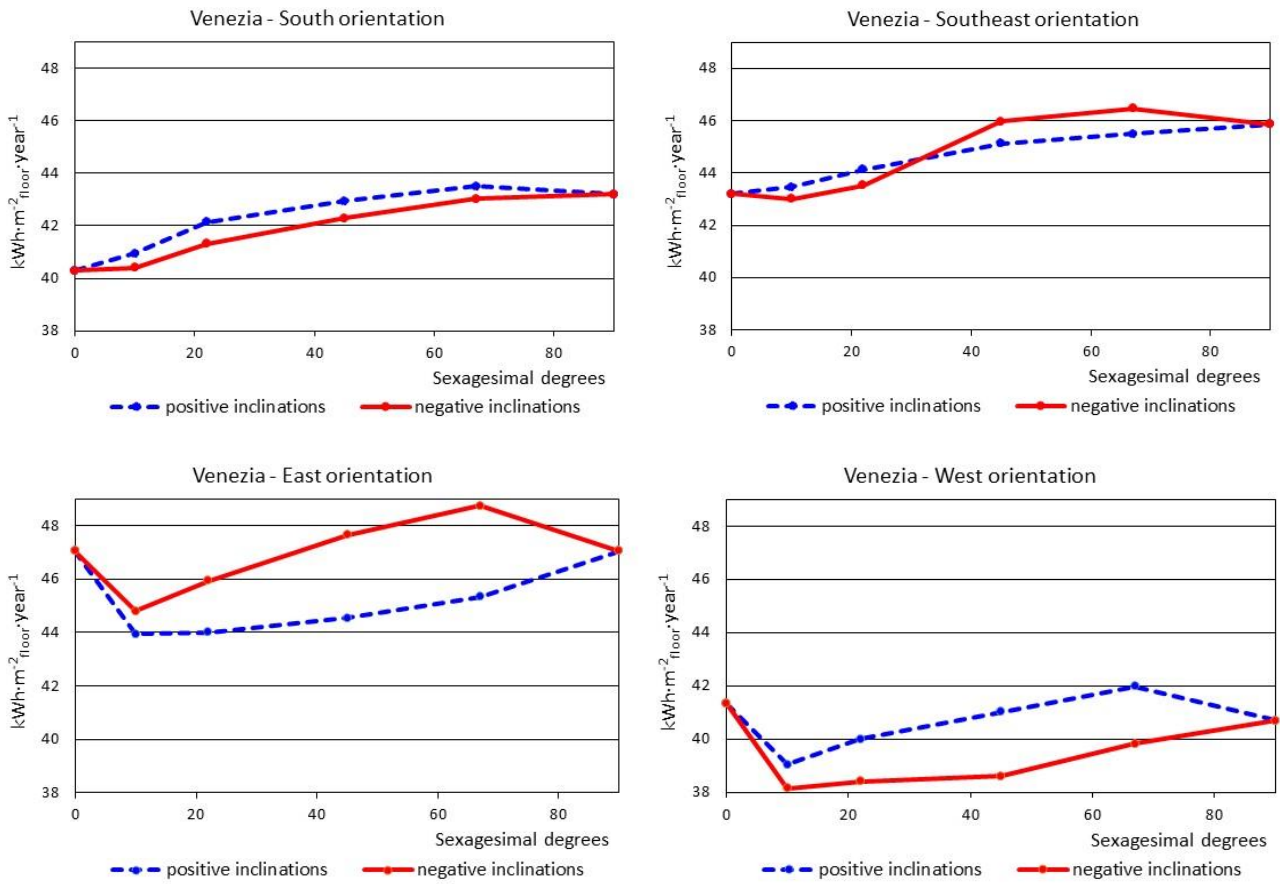 Venezia - South orientation
48
46
44
42
40
38
kWh·m⁻²floor·year⁻¹
0 20 40 60 80
Sexagesimal degrees
positive inclinations negative inclinations
Venezia - Southeast orientation
48
46
44
42
40
38
kWh·m⁻²floor·year⁻¹
0 20 40 60 80
Sexagesimal degrees
positive inclinations negative inclinations
Venezia - East orientation
48
46
44
42
40
38
kWh·m⁻²floor·year⁻¹
0 20 40 60 80
Sexagesimal degrees
positive inclinations negative inclinations
Venezia - West orientation
48
46
44
42
40
38
kWh·m⁻²floor·year⁻¹
0 20 40 60 80
Sexagesimal degrees
positive inclinations negative inclinations